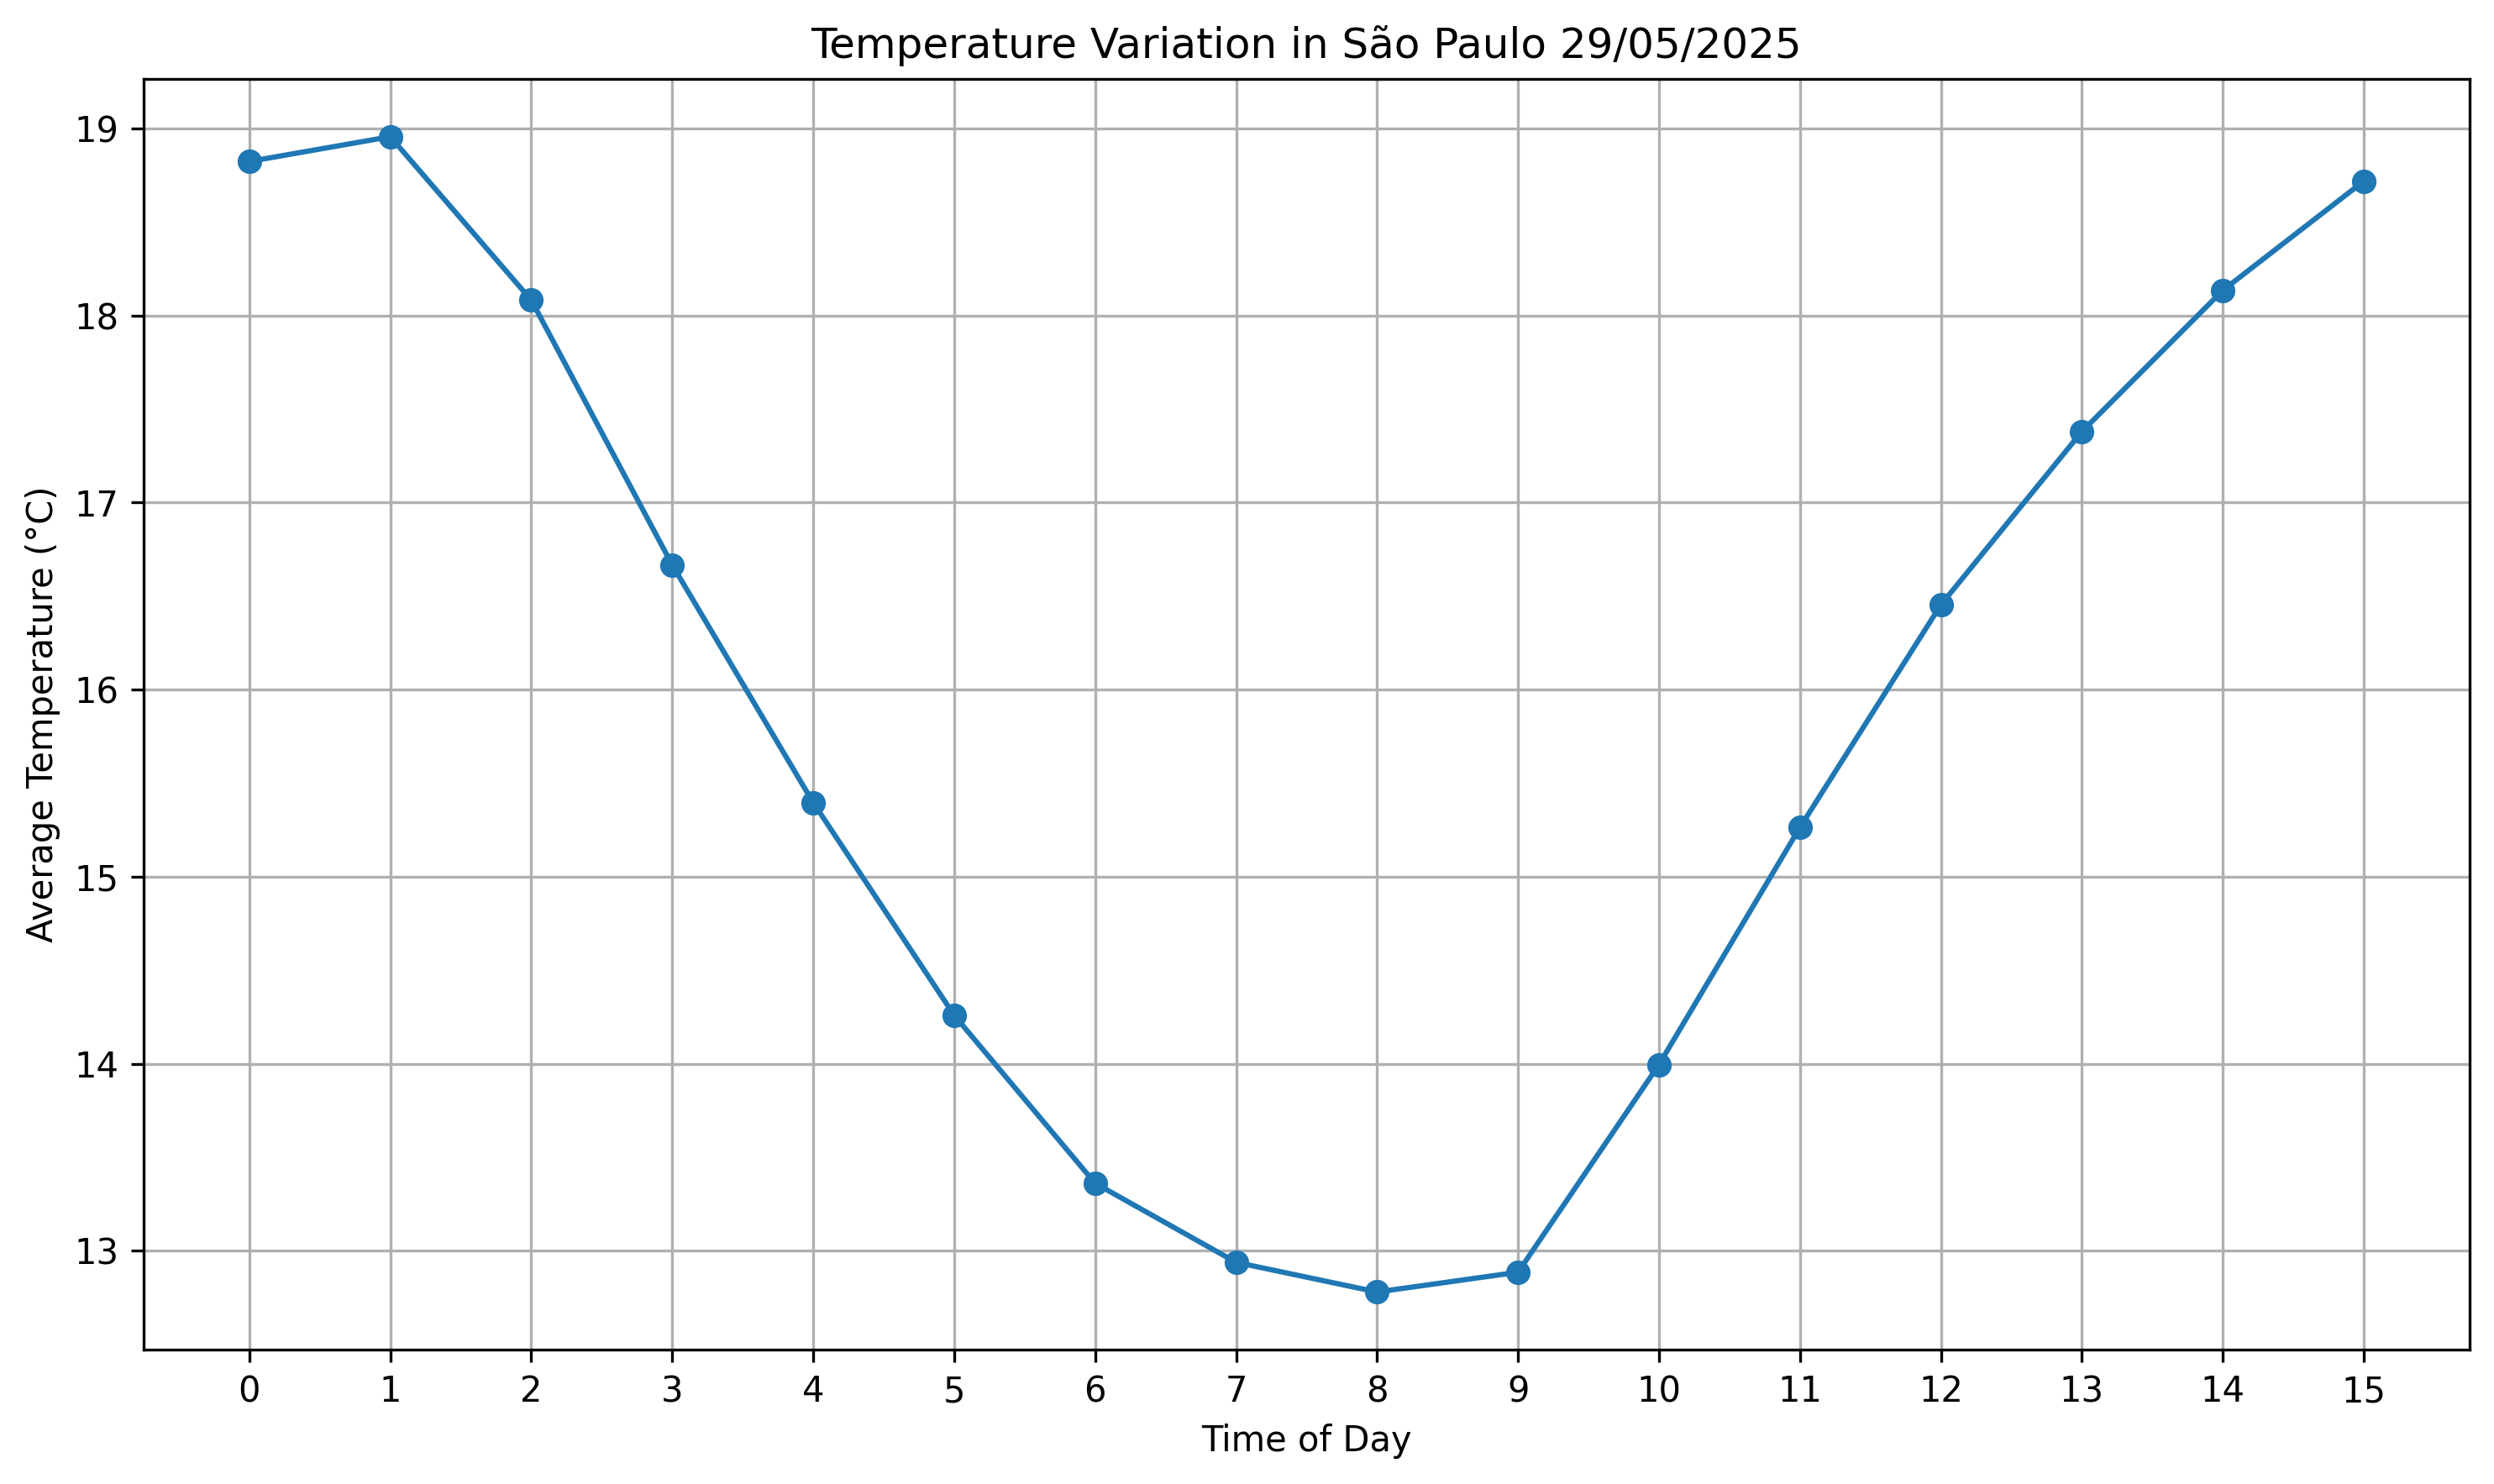 Temperature Variation in São Paulo 29/05/2025
Average Temperature (°C)
19
18
17
16
15
14
13
0 1 2 3 4 5 6 7 8 9 10 11 12 13 14 15
Time of Day